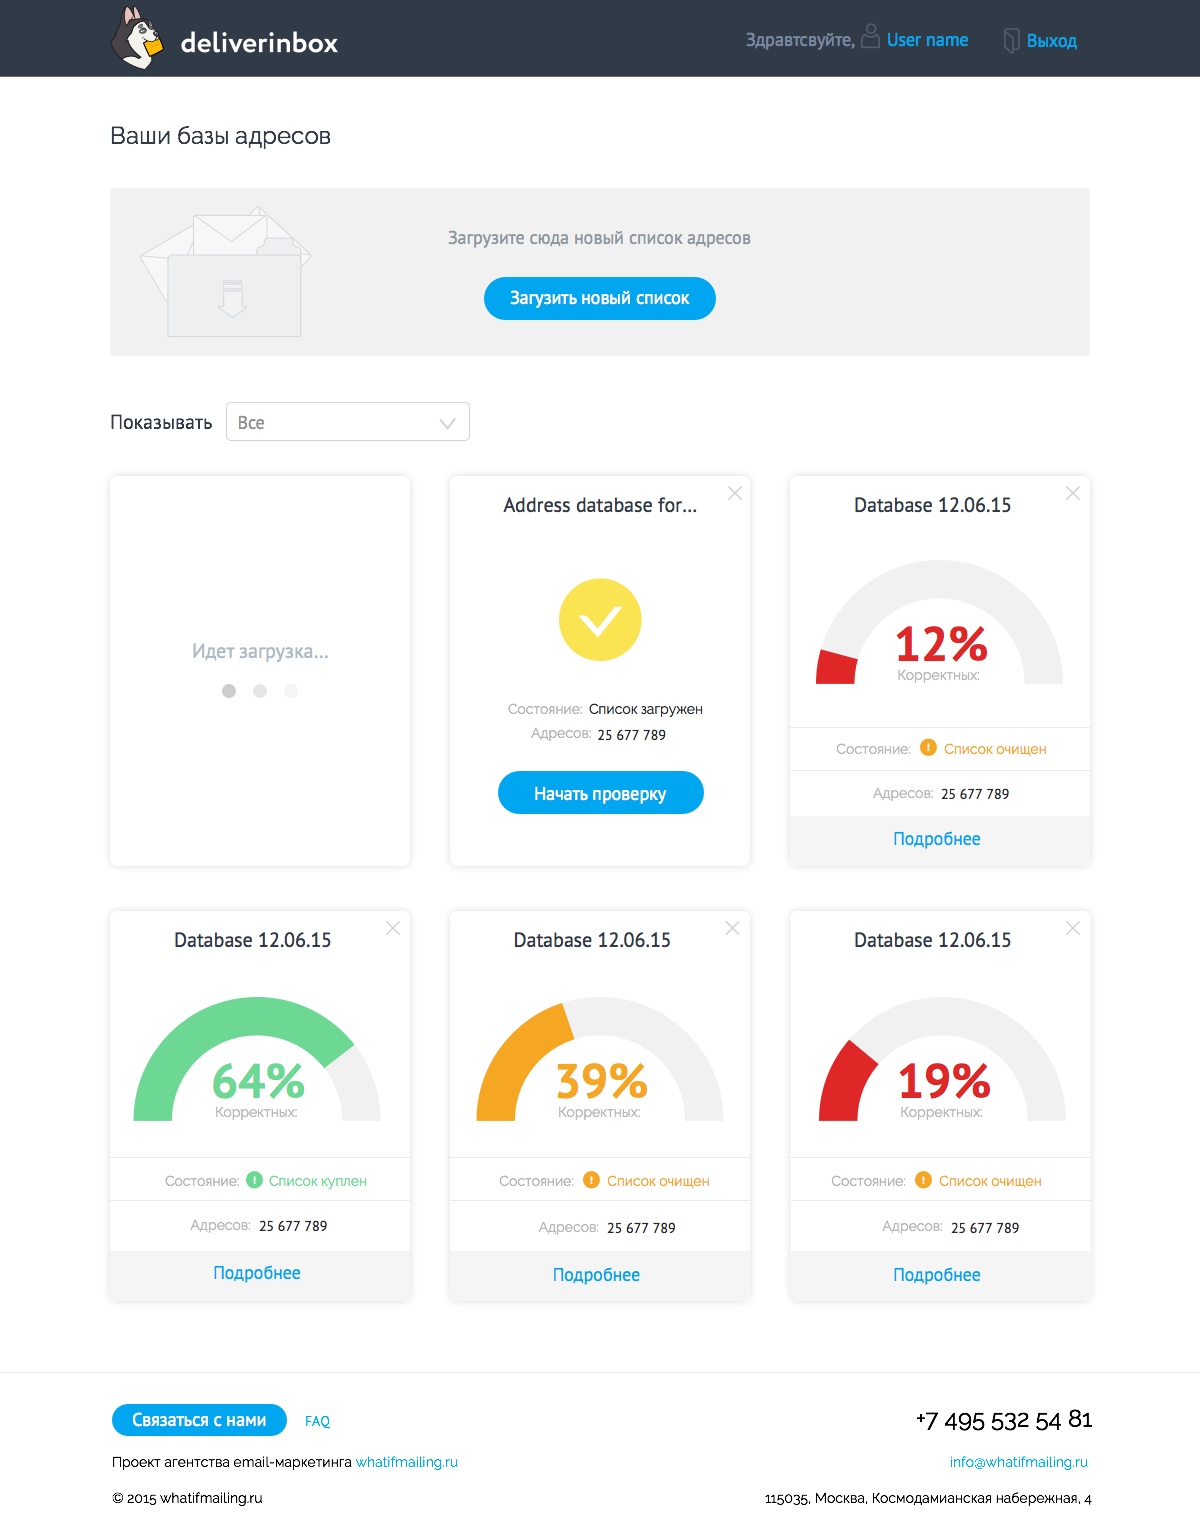 deliverinbox
Здравтсвуйте, User name Выход
Ваши базы адресов
Загрузите сюда новый список адресов
Загузить новый список
Показывать Все
Идет загрузка...
Address database for...
Состояние: Список загружен
Адресов: 25 677 789
Начать проверку
Database 12.06.15
12%
Корректных:
Состояние: ! Список очищен
Адресов: 25 677 789
Подробнее
Database 12.06.15
64%
Корректных:
Состояние: ! Список куплен
Адресов: 25 677 789
Подробнее
Database 12.06.15
39%
Корректных:
Состояние: ! Список очищен
Адресов: 25 677 789
Подробнее
Database 12.06.15
19%
Корректных:
Состояние: ! Список очищен
Адресов: 25 677 789
Подробнее
Связаться с нами FAQ
+7 495 532 54 81
Проект агентства email-маркетинга whatifmailing.ru
info@whatifmailing.ru
© 2015 whatifmailing.ru
115035, Москва, Космодамианская набережная, 4